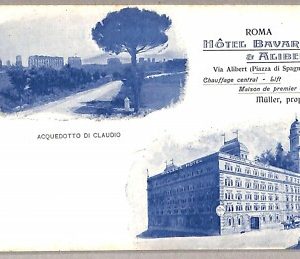 ROMA
HÔTEL BAVAR
& ALIBE
Via Alibert (Piazza di Spagn
Chauffage central - Lift
Maison de premier
Müller, prop
ACQUEDOTTO DI CLAUDIO